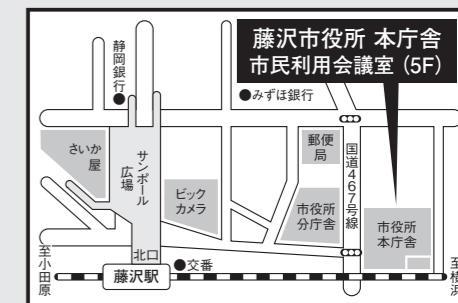 藤沢市役所 本庁舎
市民利用会議室(5F)
静岡銀行
みずほ銀行
さいか屋
サンパール広場
ビックカメラ
郵便局
国道467号線
市役所分庁舎
市役所本庁舎
北口
交番
藤沢駅
至小田原
至横浜